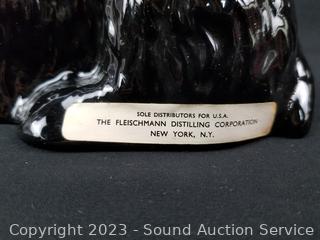 SOLE DISTRIBUTORS FOR U.S.A.
THE FLEISCHMANN DISTILLING CORPORATION
NEW YORK, N.Y.
Copyright 2023 - Sound Auction Service